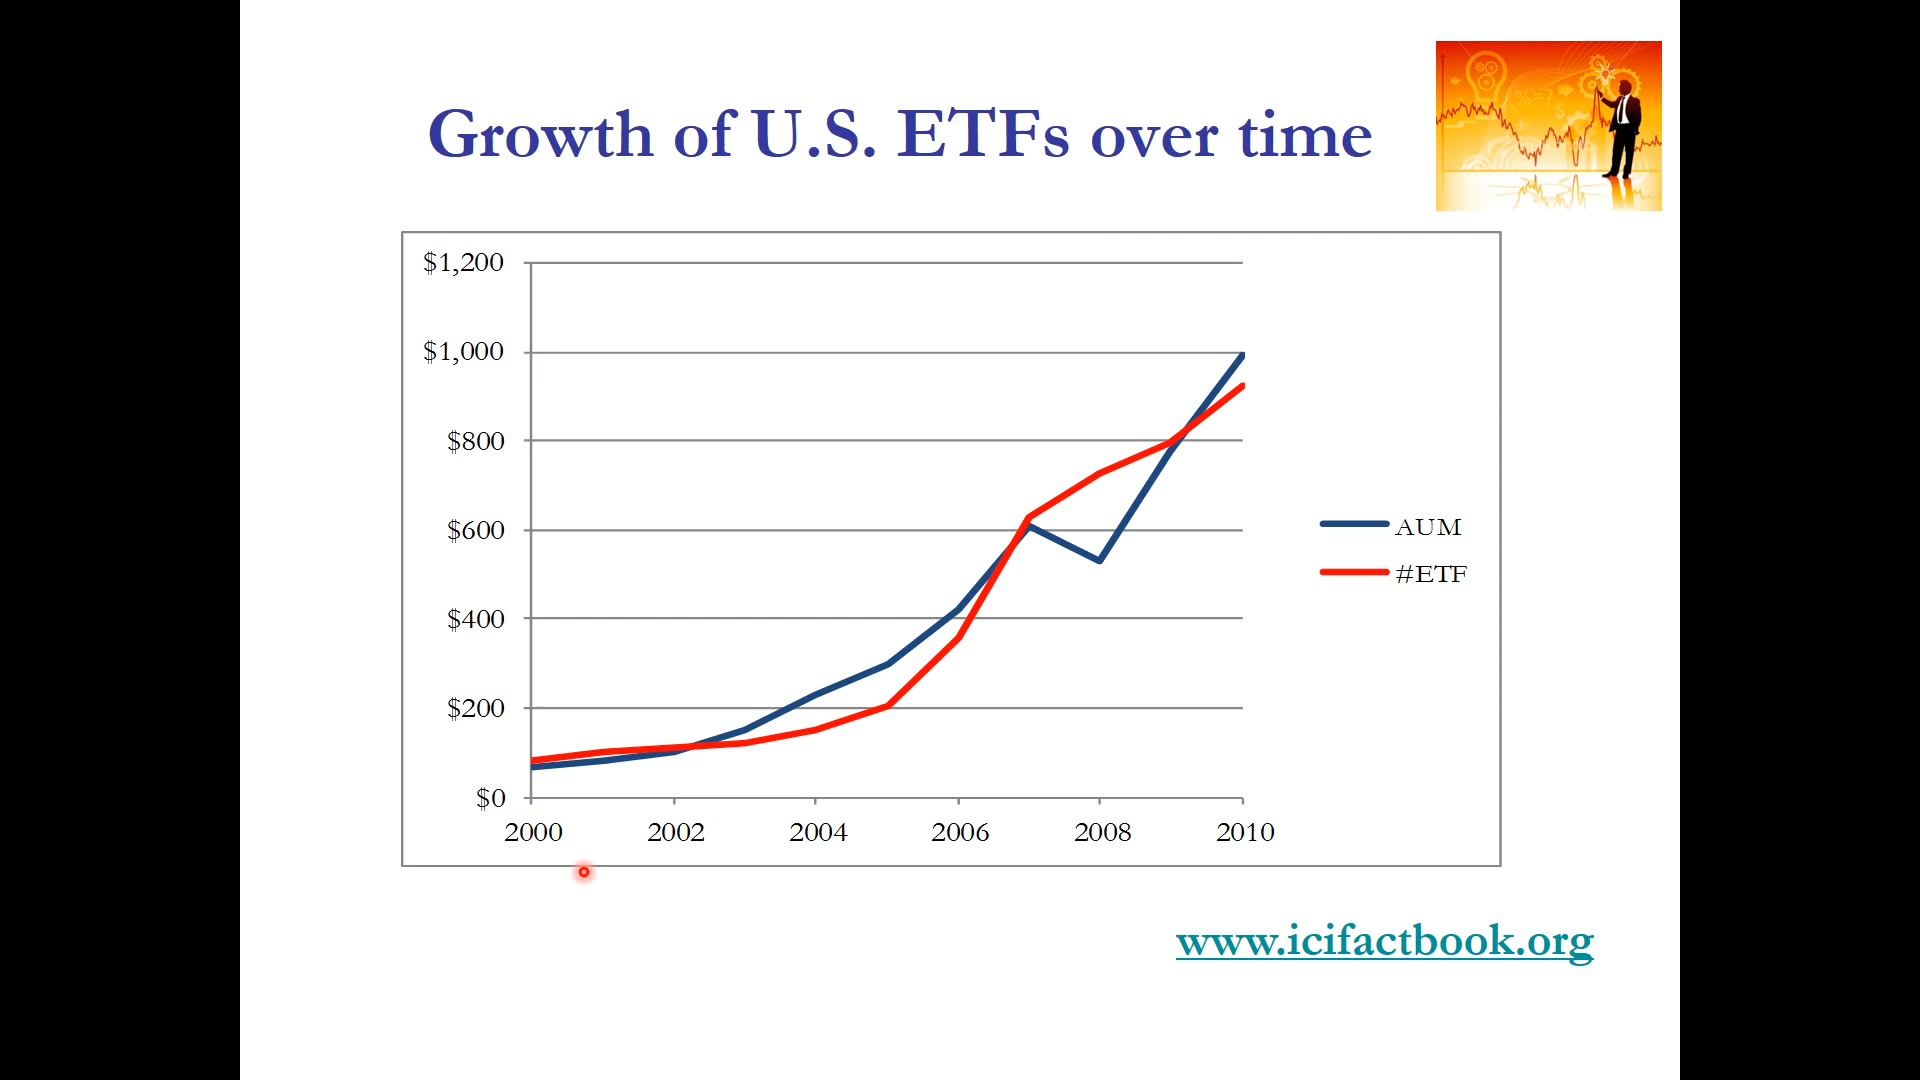 Growth of U.S. ETFs over time
$1,200
$1,000
$800
$600
$400
$200
$0
2000 2002 2004 2006 2008 2010
AUM
#ETF
www.icifactbook.org